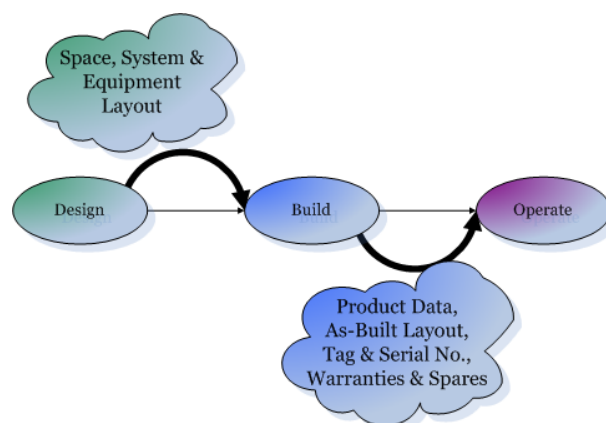 Space, System &
Equipment
Layout
Design
Build
Operate
Product Data,
As-Built Layout,
Tag & Serial No.,
Warranties & Spares